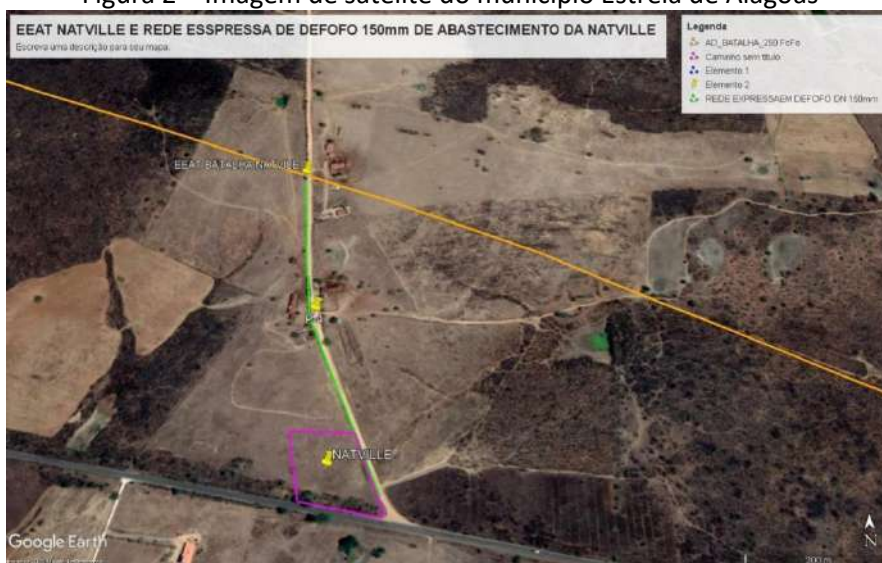 Figura 2 – Imagem de satélite do município Estrela de Alagoas
EEAT NATVILLE E REDE ESSPRESSA DE DEFOFO 150mm DE ABASTECIMENTO DA NATVILLE
Escreva uma descrição para seu mapa.
Legenda
AD_BATALHA_250 FoFo
Caminho sem título
Elemento 1
Elemento 2
REDE EXPRESSAEM DEFOFO DN 150mm
EEAT BATALHA NATVILE
NATVILLE
Google Earth
N
200 m